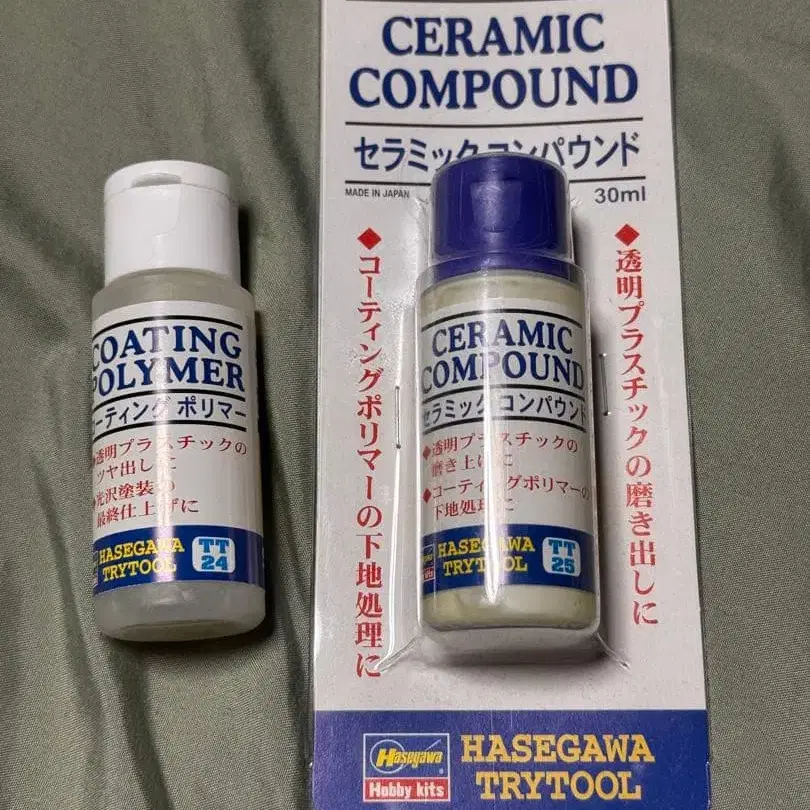 CERAMIC
COMPOUND
セラミックコンパウンド
MADE IN JAPAN
30ml
◆コーティングポリマーの下地処理に
◆透明プラスチックの磨き出しに
CERAMIC
COMPOUND
セラミックコンパウンド
◆透明プラスチックの
磨き上げに
◆コーティングポリマーの
下地処理に
Hobby kits
HASEGAWA
TRYTOOL
TT
25
Hasegawa
Hobby kits
HASEGAWA
TRYTOOL
COATING
POLYMER
コーティング ポリマー
◆透明プラスチックの
ツヤ出しに
◆光沢塗装の
最終仕上げに
HASEGAWA
TRYTOOL
TT
24